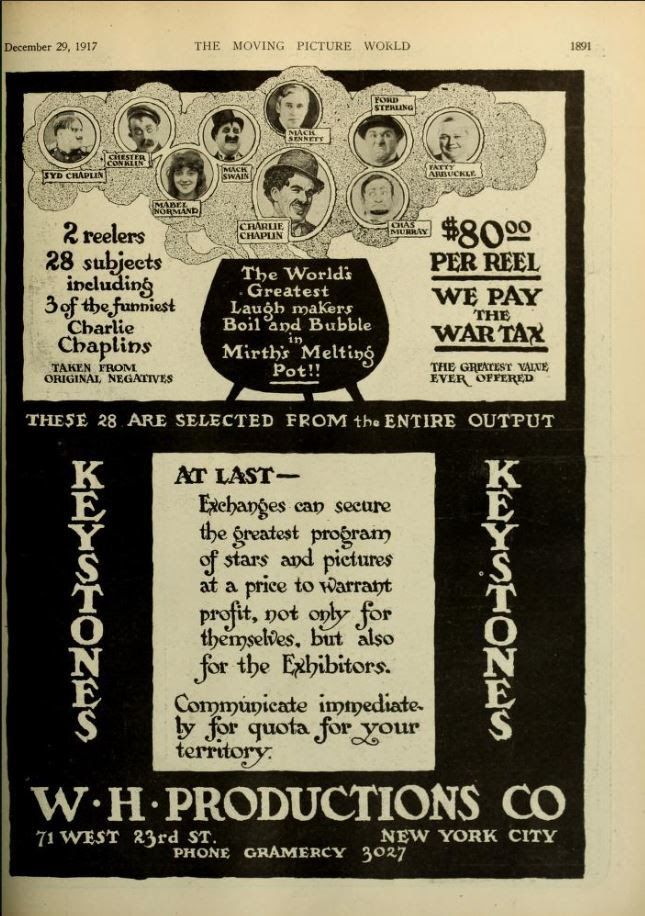 December 29, 1917
THE MOVING PICTURE WORLD
1891
SYD CHAPLIN
CHESTER
CONKLIN
MABEL
NORMAND
MACK
SWAIN
MACK
SENNETT
CHARLIE
CHAPLIN
FORD
STERLING
CHAS
MURRAY
FATTY
ARBUCKLE
2 reelers
28 subjects
including
3 of the funniest
Charlie
Chaplins
TAKEN FROM
ORIGINAL NEGATIVES
The World's
Greatest
Laugh makers
Boil and Bubble
in
Mirth's Melting
Pot!!
$8000
PER REEL
WE PAY
THE
WAR TAX
THE GREATEST VALUE
EVER OFFERED
THESE 28 ARE SELECTED FROM the ENTIRE OUTPUT
KEYSTONES
AT LAST—
Exchanges can secure
the greatest program
of stars and pictures
at a price to warrant
profit, not only for
themselves, but also
for the Exhibitors.
Communicate immediate-
ly for quota for your
territory.
KEYSTONES
W·H·PRODUCTIONS CO
71 WEST 23rd ST. NEW YORK CITY
PHONE GRAMERCY 3027